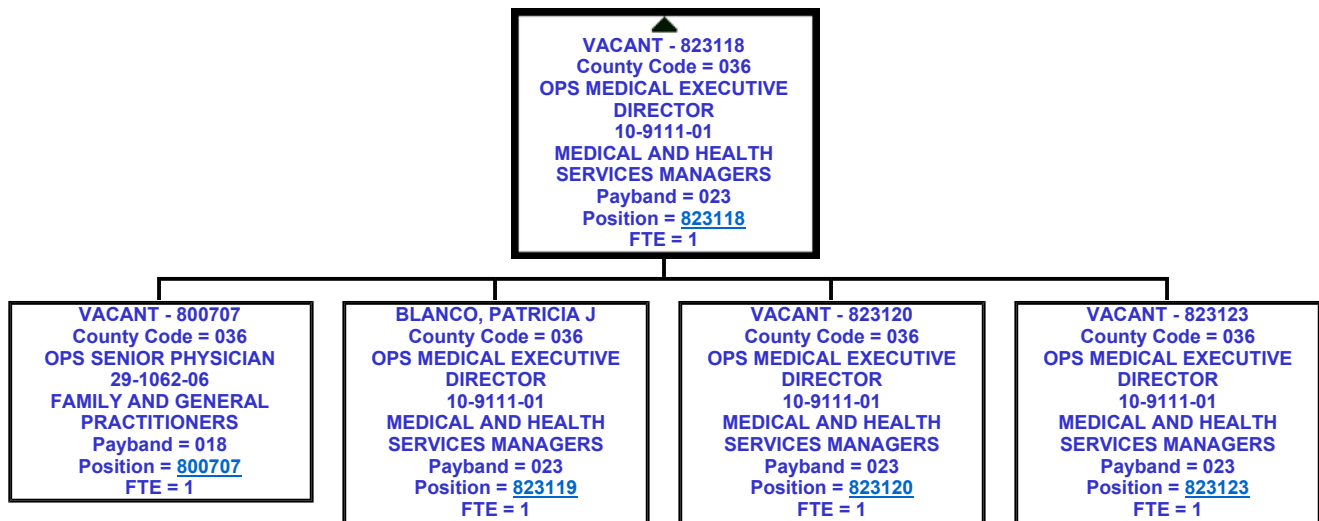 VACANT - 823118
County Code = 036
OPS MEDICAL EXECUTIVE
DIRECTOR
10-9111-01
MEDICAL AND HEALTH
SERVICES MANAGERS
Payband = 023
Position = 823118
FTE = 1
VACANT - 800707
County Code = 036
OPS SENIOR PHYSICIAN
29-1062-06
FAMILY AND GENERAL
PRACTITIONERS
Payband = 018
Position = 800707
FTE = 1
BLANCO, PATRICIA J
County Code = 036
OPS MEDICAL EXECUTIVE
DIRECTOR
10-9111-01
MEDICAL AND HEALTH
SERVICES MANAGERS
Payband = 023
Position = 823119
FTE = 1
VACANT - 823120
County Code = 036
OPS MEDICAL EXECUTIVE
DIRECTOR
10-9111-01
MEDICAL AND HEALTH
SERVICES MANAGERS
Payband = 023
Position = 823120
FTE = 1
VACANT - 823123
County Code = 036
OPS MEDICAL EXECUTIVE
DIRECTOR
10-9111-01
MEDICAL AND HEALTH
SERVICES MANAGERS
Payband = 023
Position = 823123
FTE = 1